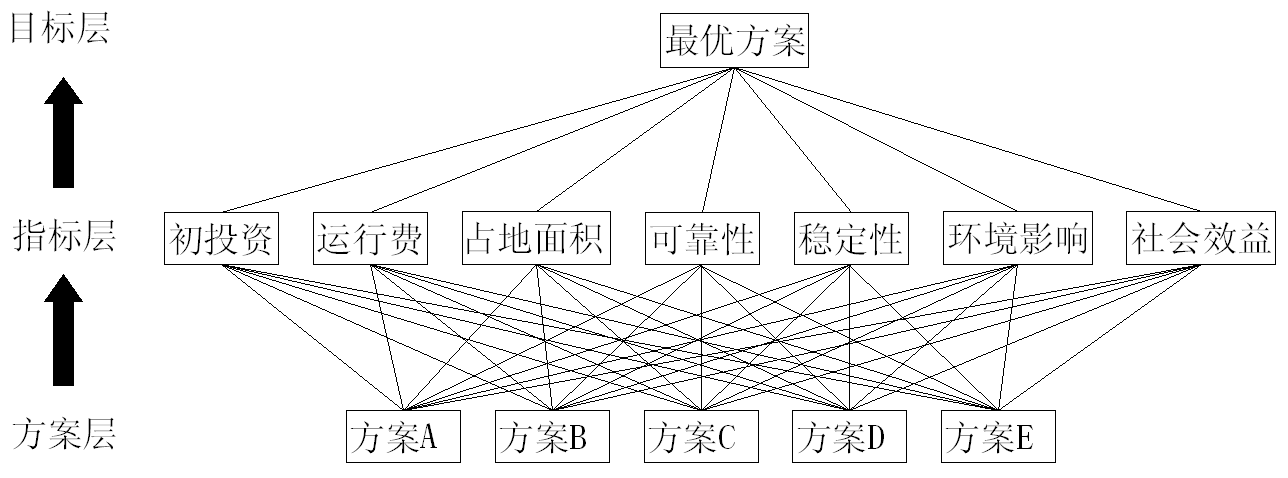 目标层
最优方案
指标层
初投资
运行费
占地面积
可靠性
稳定性
环境影响
社会效益
方案层
方案A
方案B
方案C
方案D
方案E